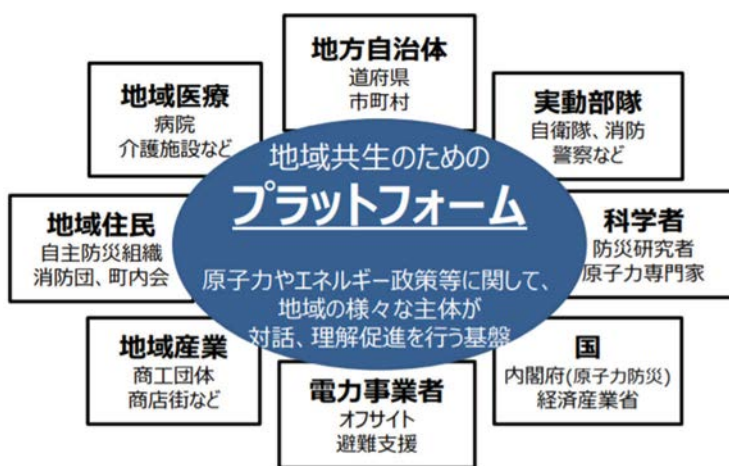 地方自治体
道府県
市町村
地域医療
病院
介護施設など
実動部隊
自衛隊、消防
警察など
地域共生のための
プラットフォーム
原子力やエネルギー政策等に関して、
地域の様々な主体が
対話、理解促進を行う基盤
地域住民
自主防災組織
消防団、町内会
科学者
防災研究者
原子力専門家
地域産業
商工団体
商店街など
電力事業者
オフサイト
避難支援
国
内閣府(原子力防災)
経済産業省